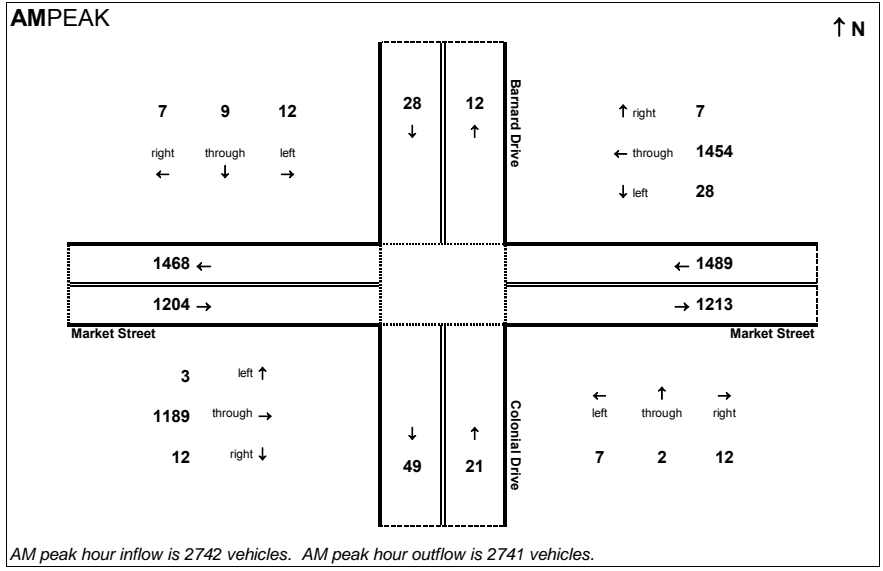 AMPEAK
↑ N
7 9 12
right through left
← ↓ →
28 12
↓ ↑
Barnard Drive
↑ right 7
← through 1454
↓ left 28
1468 ←
1204 →
← 1489
→ 1213
Market Street
Market Street
3 left ↑
1189 through →
12 right ↓
↓ ↑
49 21
Colonial Drive
← ↑ →
left through right
7 2 12
AM peak hour inflow is 2742 vehicles. AM peak hour outflow is 2741 vehicles.